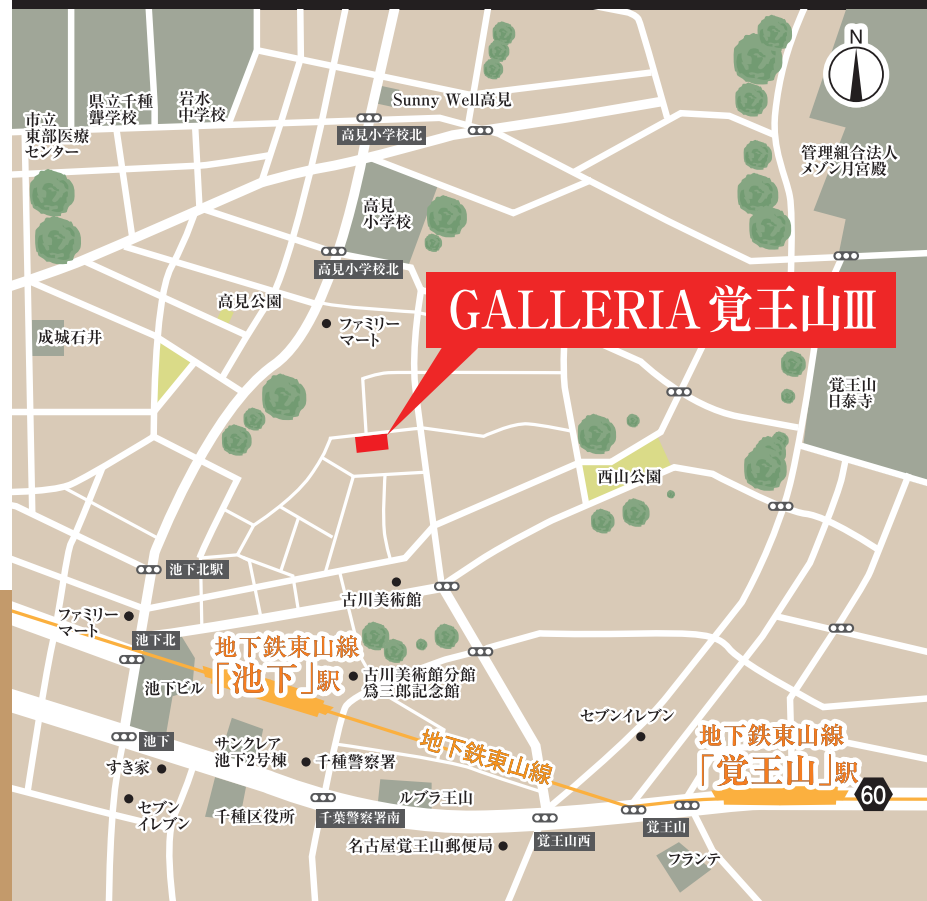 N
Sunny Well高見
岩水
中学校
県立千種
聾学校
市立
東部医療
センター
高見小学校北
管理組合法人
メゾン月宮殿
高見
小学校
高見小学校北
GALLERIA 覚王山Ⅲ
高見公園
ファミリー
マート
成城石井
覚王山
日泰寺
西山公園
池下北駅
古川美術館
ファミリー
マート
池下北
地下鉄東山線
「池下」駅
池下ビル
古川美術館分館
爲三郎記念館
セブンイレブン
地下鉄東山線
地下鉄東山線
「覚王山」駅
池下
サンクレア
池下2号棟
千種警察署
すき家
60
セブン
イレブン
千種区役所
ルブラ王山
千葉警察署南
覚王山
覚王山西
名古屋覚王山郵便局
フランテ